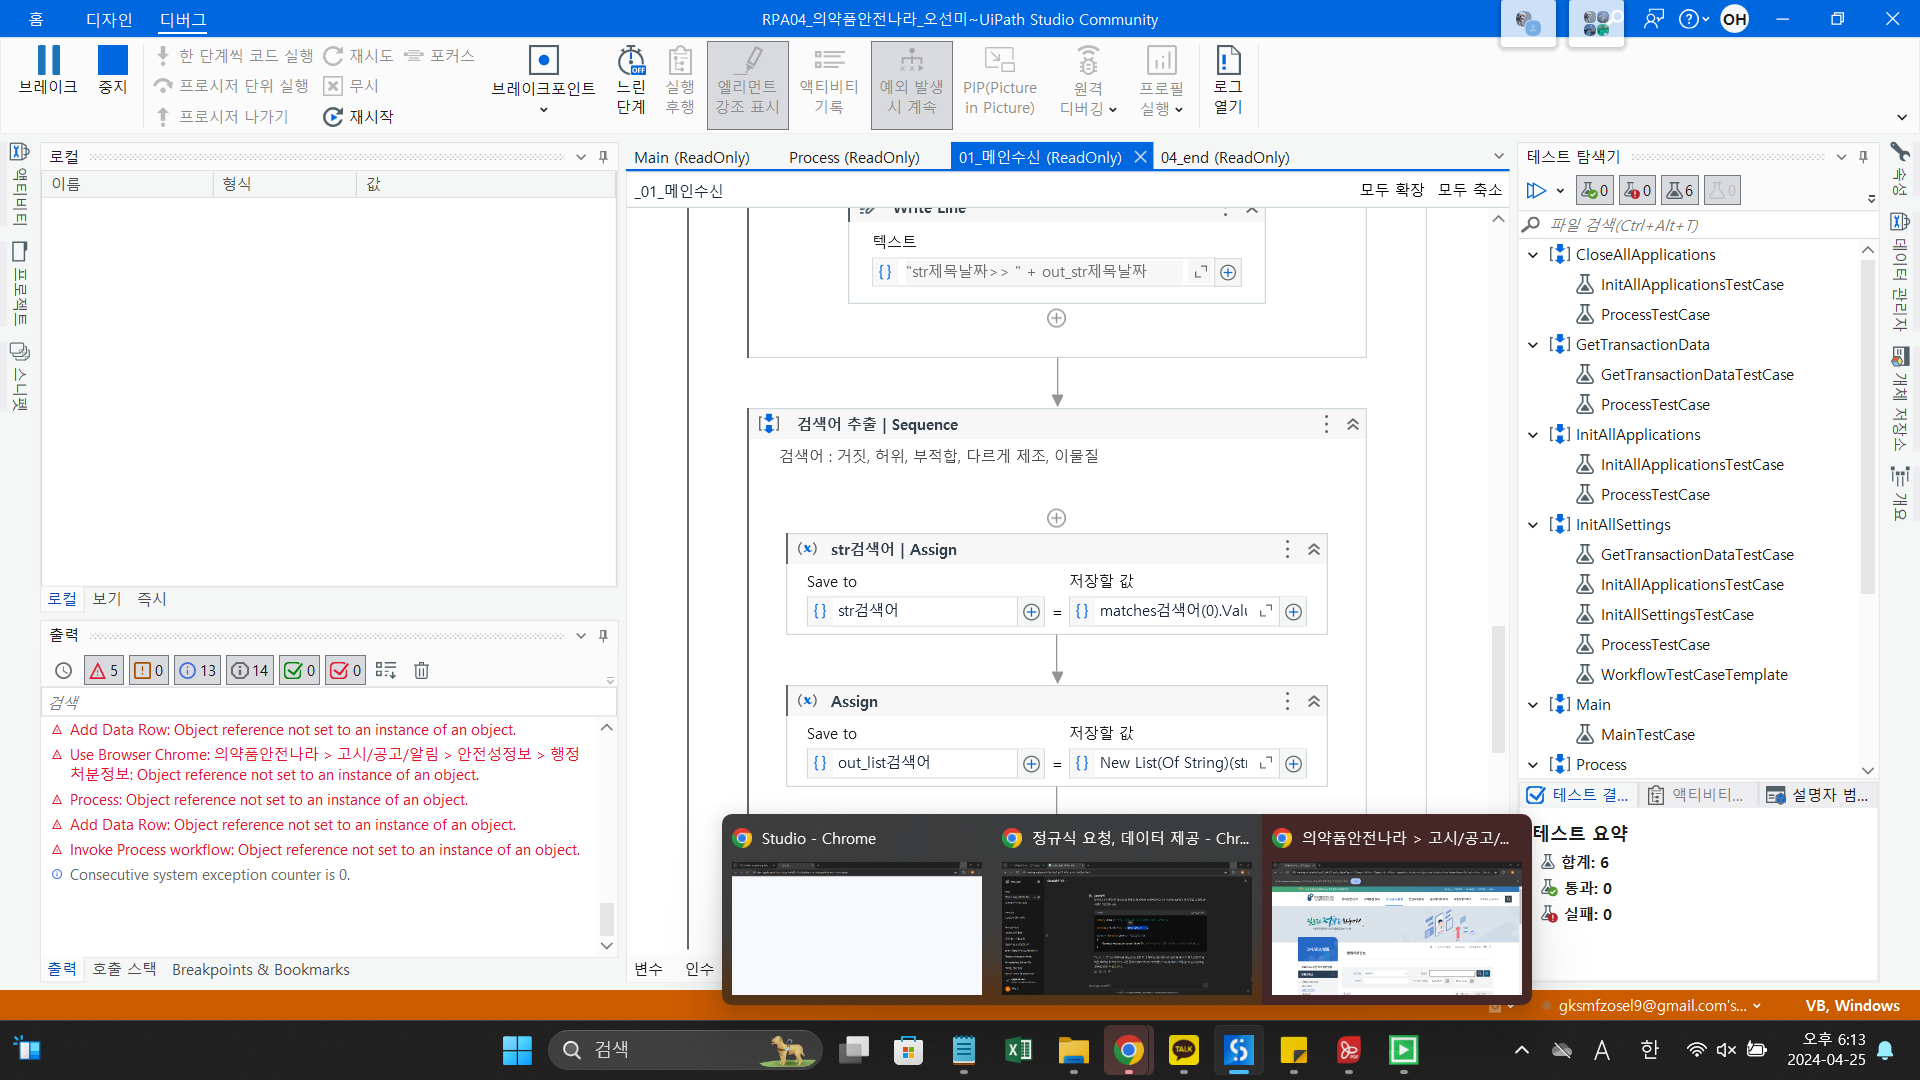 홈 디자인 디버그
RPA04_의약품안전나라_오선미~UiPath Studio Community
OH
브레이크 중지
한 단계씩 코드 실행 재시도 포커스
프로시저 단위 실행 무시
프로시저 나가기 재시작
브레이크포인트
느린 단계
OFF
실행 후행
엘리먼트 강조 표시
액티비티 기록
예외 발생 시 계속
PIP(Picture in Picture)
원격 디버깅
프로필 실행
로그 열기
액티비티
프로젝트
스니펫
로컬
이름 형식 값
로컬 보기 즉시
출력
5 0 13 14 0 0
검색
Add Data Row: Object reference not set to an instance of an object.
Use Browser Chrome: 의약품안전나라 > 고시/공고/알림 > 안전성정보 > 행정
처분정보: Object reference not set to an instance of an object.
Process: Object reference not set to an instance of an object.
Add Data Row: Object reference not set to an instance of an object.
Invoke Process workflow: Object reference not set to an instance of an object.
Consecutive system exception counter is 0.
출력 호출 스택 Breakpoints & Bookmarks
Main (ReadOnly) Process (ReadOnly) 01_메인수신 (ReadOnly) 04_end (ReadOnly)
_01_메인수신 모두 확장 모두 축소
Write Line
텍스트
"str제목날짜>> " + out_str제목날짜
검색어 추출 | Sequence
검색어 : 거짓, 허위, 부적합, 다르게 제조, 이물질
str검색어 | Assign
Save to 저장할 값
str검색어 = matches검색어(0).Valu
Assign
Save to 저장할 값
out_list검색어 = New List(Of String)(str
변수 인수
Studio - Chrome
정규식 요청, 데이터 제공 - Chr...
의약품안전나라 > 고시/공고/...
테스트 탐색기
0 0 6 0
파일 검색(Ctrl+Alt+T)
CloseAllApplications
InitAllApplicationsTestCase
ProcessTestCase
GetTransactionData
GetTransactionDataTestCase
ProcessTestCase
InitAllApplications
InitAllApplicationsTestCase
ProcessTestCase
InitAllSettings
GetTransactionDataTestCase
InitAllApplicationsTestCase
InitAllSettingsTestCase
ProcessTestCase
WorkflowTestCaseTemplate
Main
MainTestCase
Process
테스트 결... 액티비티... 설명자 범...
테스트 요약
합계: 6
통과: 0
실패: 0
속성
데이터 관리자
개체 저장소
개요
gksmfzosel9@gmail.com's... VB, Windows
검색
TALK
A 한
오후 6:13
2024-04-25